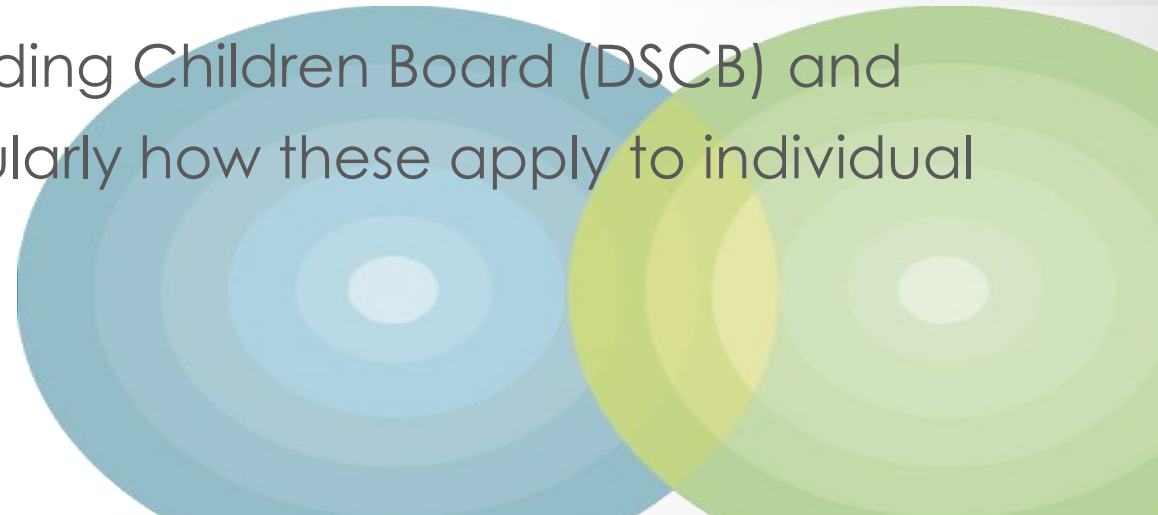 ding Children Board (DSCB) and
ularly how these apply to individual